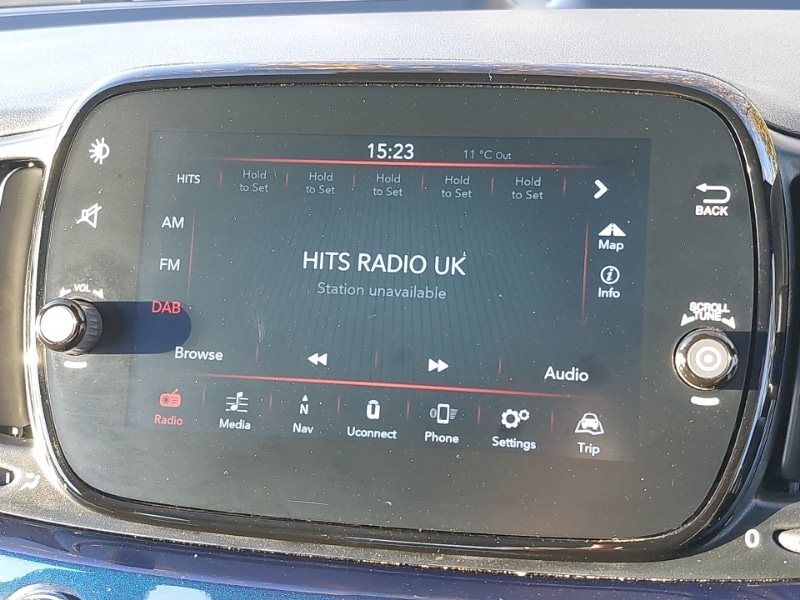 15:23 11 °C Out
HITS Hold to Set Hold to Set Hold to Set Hold to Set Hold to Set
BACK
AM
Map
FM
HITS RADIO UK
Info
Station unavailable
VOL
DAB
SCROLL
TUNE
Browse
Audio
Radio Media N Nav Uconnect Phone Settings Trip
0